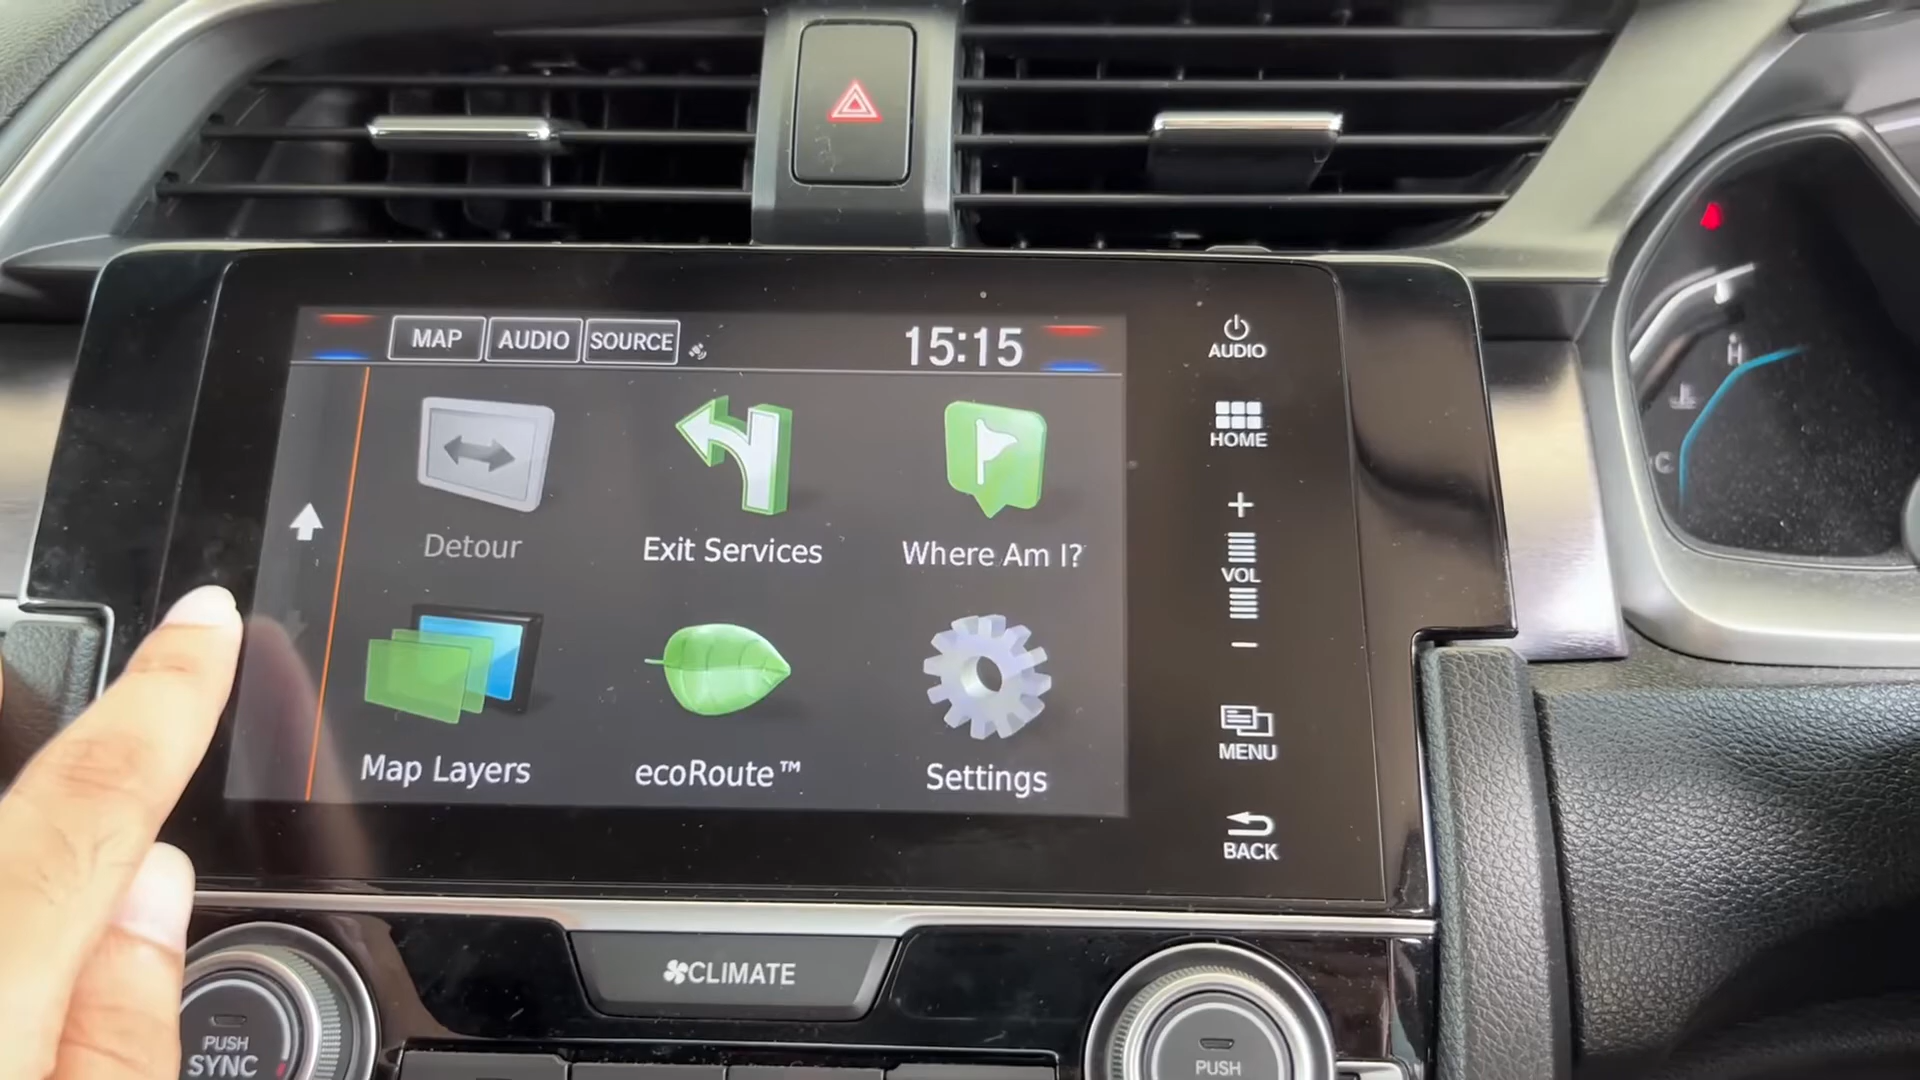 MAP AUDIO SOURCE 15:15
Detour Exit Services Where Am I?
Map Layers ecoRoute™ Settings
AUDIO
HOME
+
VOL
−
MENU
BACK
H
C
CLIMATE
PUSH
SYNC
PUSH